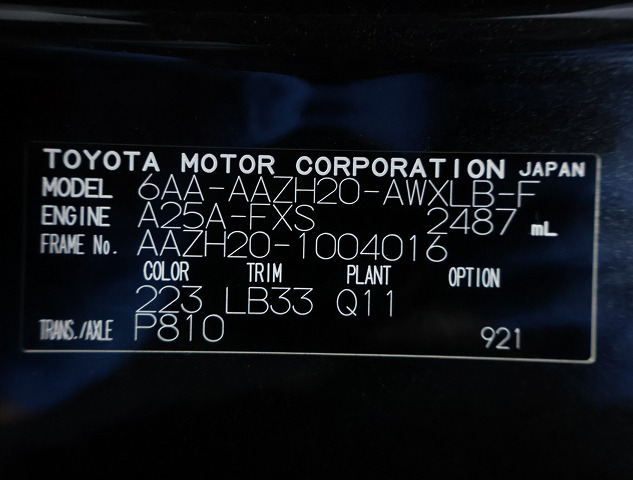 TOYOTA MOTOR CORPORATION JAPAN
MODEL 6AA-AAZH20-AWXLB-F
ENGINE A25A-FXS 2487 mL
FRAME No. AAZH20-1004016
COLOR TRIM PLANT OPTION
223 LB33 Q11
TRANS./AXLE P810 921